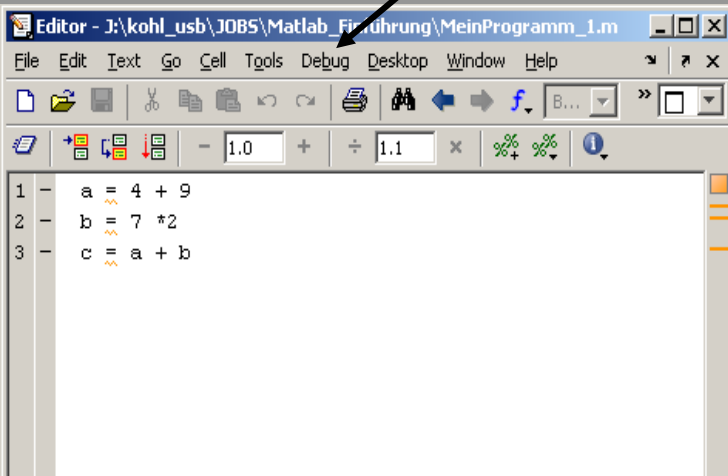 Editor - J:\kohl_usb\JOBS\Matlab_Einführung\MeinProgramm_1.m
File Edit Text Go Cell Tools Debug Desktop Window Help
B...
1.0 1.1
1 - a = 4 + 9
2 - b = 7 *2
3 - c = a + b